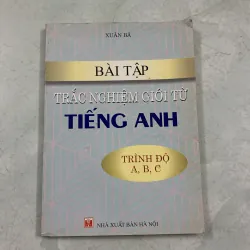 XUÂN BÁ
BÀI TẬP
TRẮC NGHIỆM GIỚI TỪ
TIẾNG ANH
TRÌNH ĐỘ
A, B, C
NHÀ XUẤT BẢN HÀ NỘI